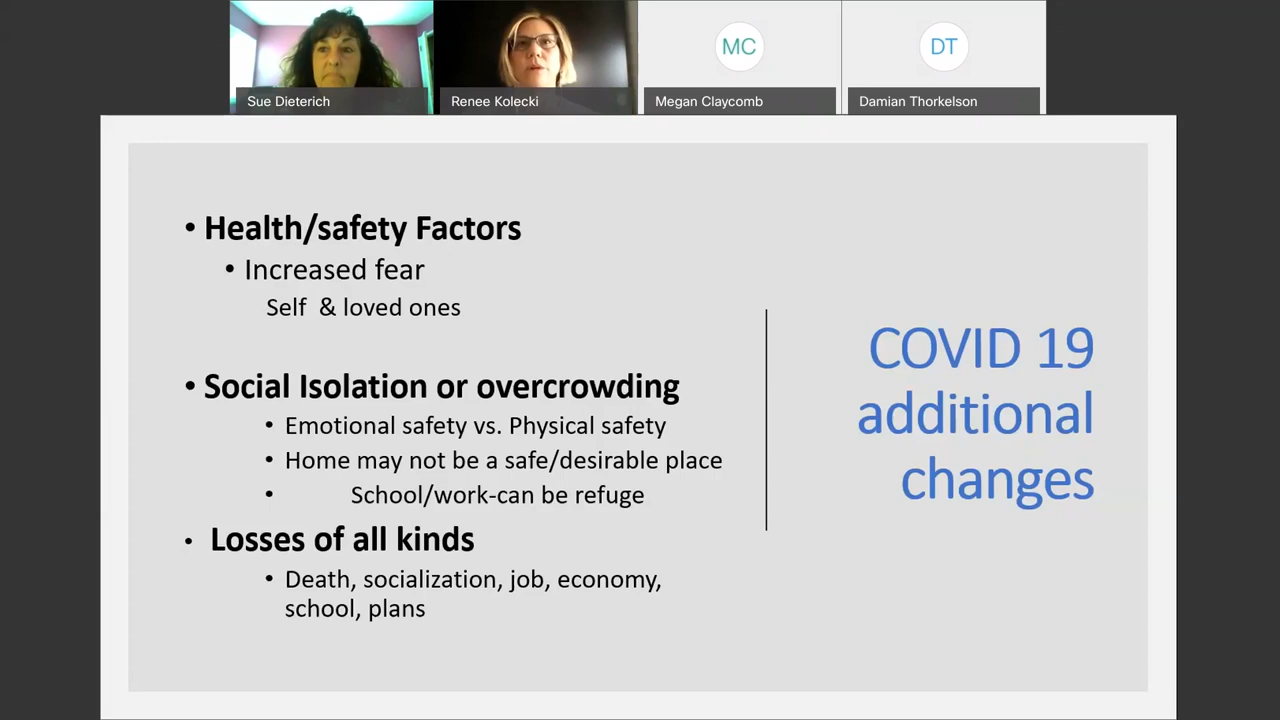 Sue Dieterich
Renee Kolecki
MC
Megan Claycomb
DT
Damian Thorkelson
• Health/safety Factors
• Increased fear
Self & loved ones
• Social Isolation or overcrowding
• Emotional safety vs. Physical safety
• Home may not be a safe/desirable place
• School/work-can be refuge
• Losses of all kinds
• Death, socialization, job, economy,
school, plans
COVID 19
additional
changes